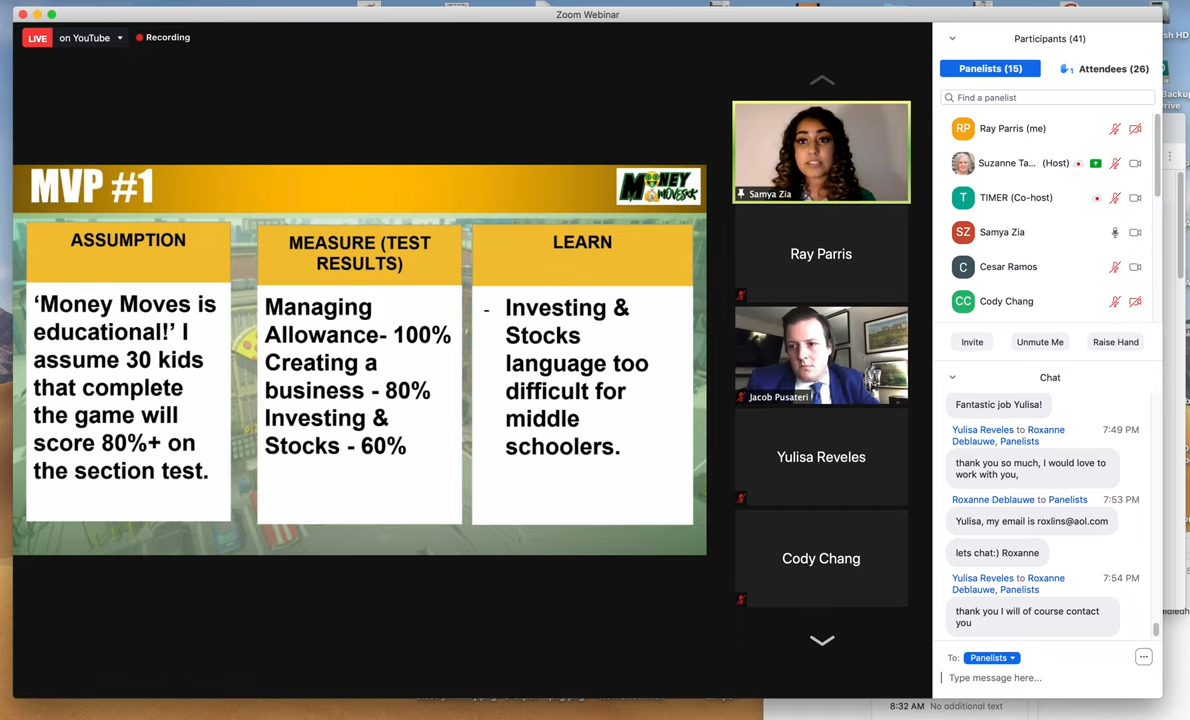 Zoom Webinar
LIVE
on YouTube
Recording
MVP #1
MONEY
MOVES
ASSUMPTION
‘Money Moves is
educational!’ I
assume 30 kids
that complete
the game will
score 80%+ on
the section test.
MEASURE (TEST
RESULTS)
Managing
Allowance- 100%
Creating a
business - 80%
Investing &
Stocks - 60%
LEARN
- Investing &
Stocks
language too
difficult for
middle
schoolers.
Samya Zia
Ray Parris
Jacob Pusateri
Yulisa Reveles
Cody Chang
Participants (41)
Panelists (15)
1
Attendees (26)
Find a panelist
RP Ray Parris (me)
Suzanne Ta... (Host)
T TIMER (Co-host)
SZ Samya Zia
C Cesar Ramos
CC Cody Chang
Invite
Unmute Me
Raise Hand
Chat
Fantastic job Yulisa!
Yulisa Reveles to Roxanne 7:49 PM
Deblauwe, Panelists
thank you so much, I would love to
work with you,
Roxanne Deblauwe to Panelists 7:53 PM
Yulisa, my email is roxlins@aol.com
lets chat:) Roxanne
Yulisa Reveles to Roxanne 7:54 PM
Deblauwe, Panelists
thank you I will of course contact
you
To: Panelists
Type message here...
sh HD
Backup
rive
8:32 AM No additional text